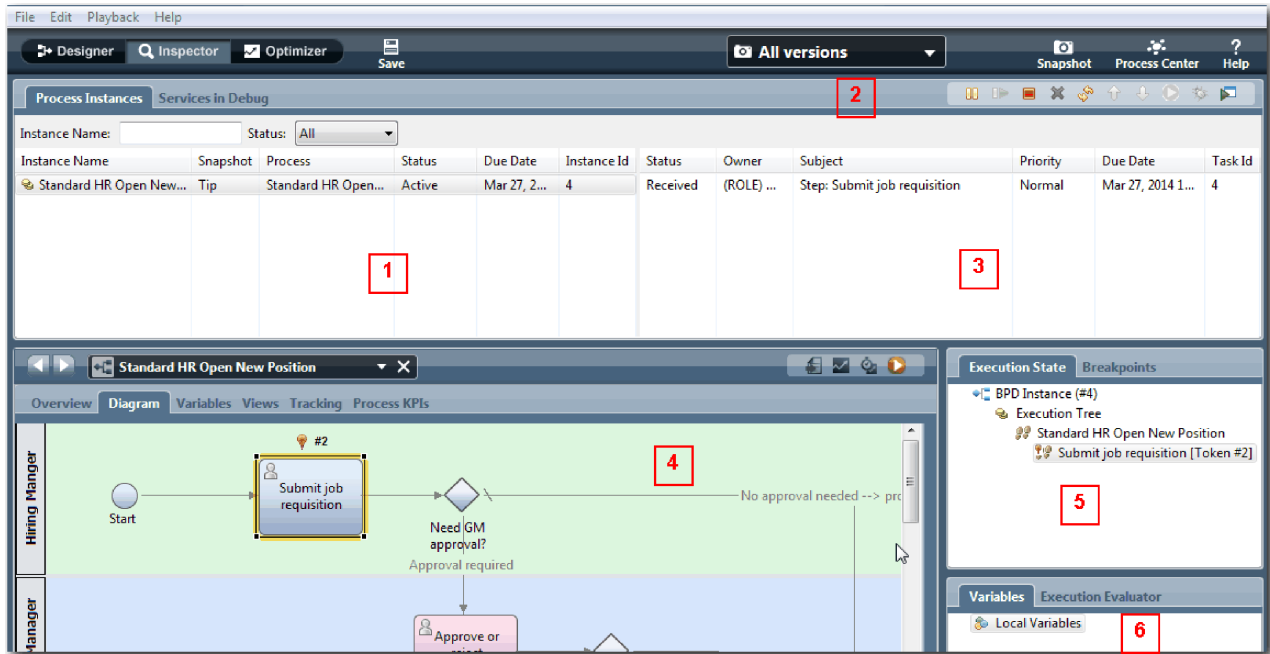 File Edit Playback Help
Designer Inspector Optimizer Save All versions Snapshot Process Center Help
Process Instances Services in Debug 2
Instance Name: Status: All
Instance Name Snapshot Process Status Due Date Instance Id Status Owner Subject Priority Due Date Task Id
Standard HR Open New... Tip Standard HR Open... Active Mar 27, 2... 4 Received (ROLE) ... Step: Submit job requisition Normal Mar 27, 2014 1... 4
1
3
Standard HR Open New Position
Overview Diagram Variables Views Tracking Process KPIs
Hiring Manger
#2
Submit job
requisition
Start
Need GM
approval?
Approval required
No approval needed --> pro
4
Manager
Approve or
reject
Execution State Breakpoints
BPD Instance (#4)
Execution Tree
Standard HR Open New Position
Submit job requisition [Token #2]
5
Variables Execution Evaluator
Local Variables
6